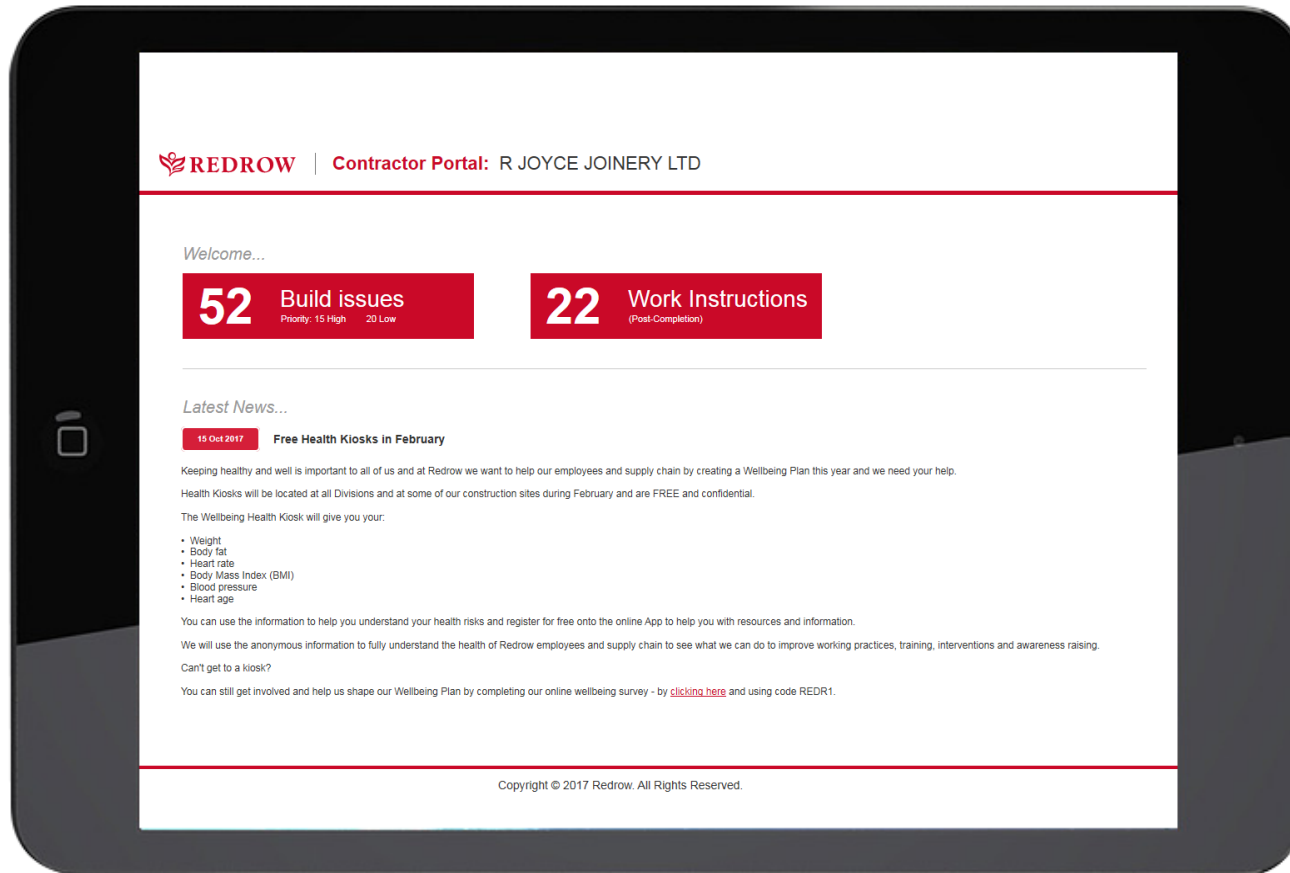 REDROW Contractor Portal: R JOYCE JOINERY LTD
Welcome...
52 Build issues
Priority: 15 High 20 Low
22 Work Instructions
(Post-Completion)
Latest News...
15 Oct 2017 Free Health Kiosks in February
Keeping healthy and well is important to all of us and at Redrow we want to help our employees and supply chain by creating a Wellbeing Plan this year and we need your help.
Health Kiosks will be located at all Divisions and at some of our construction sites during February and are FREE and confidential.
The Wellbeing Health Kiosk will give you your:
• Weight
• Body fat
• Heart rate
• Body Mass Index (BMI)
• Blood pressure
• Heart age
You can use the information to help you understand your health risks and register for free onto the online App to help you with resources and information.
We will use the anonymous information to fully understand the health of Redrow employees and supply chain to see what we can do to improve working practices, training, interventions and awareness raising.
Can't get to a kiosk?
You can still get involved and help us shape our Wellbeing Plan by completing our online wellbeing survey - by clicking here and using code REDR1.
Copyright © 2017 Redrow. All Rights Reserved.